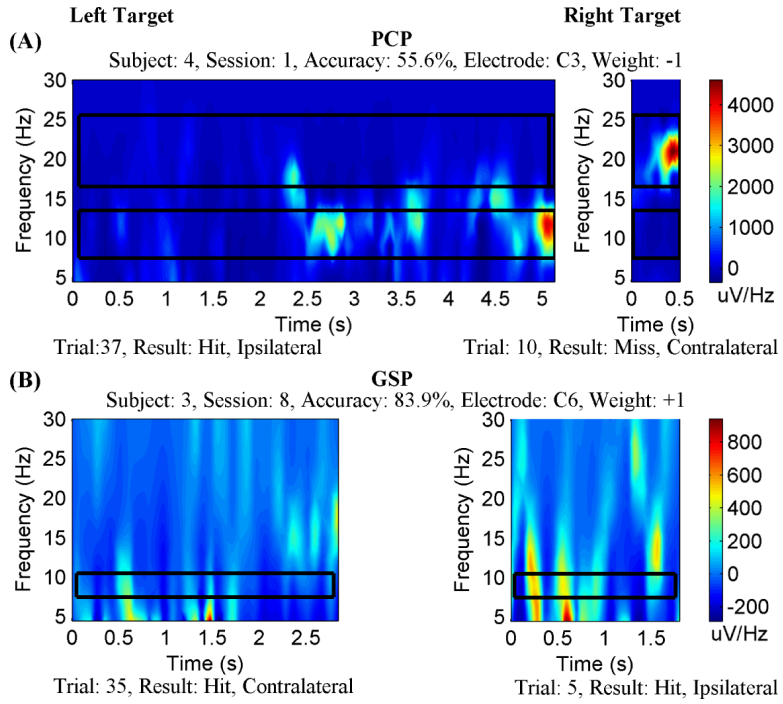 Left Target
Right Target
(A)
PCP
Subject: 4, Session: 1, Accuracy: 55.6%, Electrode: C3, Weight: -1
Frequency (Hz)
30
25
20
15
10
5
0 0.5 1 1.5 2 2.5 3 3.5 4 4.5 5
Time (s)
Trial:37, Result: Hit, Ipsilateral
Frequency (Hz)
30
25
20
15
10
5
0 0.5
Time (s)
Trial: 10, Result: Miss, Contralateral
4000
3000
2000
1000
0
uV/Hz
(B)
GSP
Subject: 3, Session: 8, Accuracy: 83.9%, Electrode: C6, Weight: +1
Frequency (Hz)
30
25
20
15
10
5
0 0.5 1 1.5 2 2.5
Time (s)
Trial: 35, Result: Hit, Contralateral
Frequency (Hz)
30
25
20
15
10
5
0 0.5 1 1.5
Time (s)
Trial: 5, Result: Hit, Ipsilateral
800
600
400
200
0
-200
uV/Hz